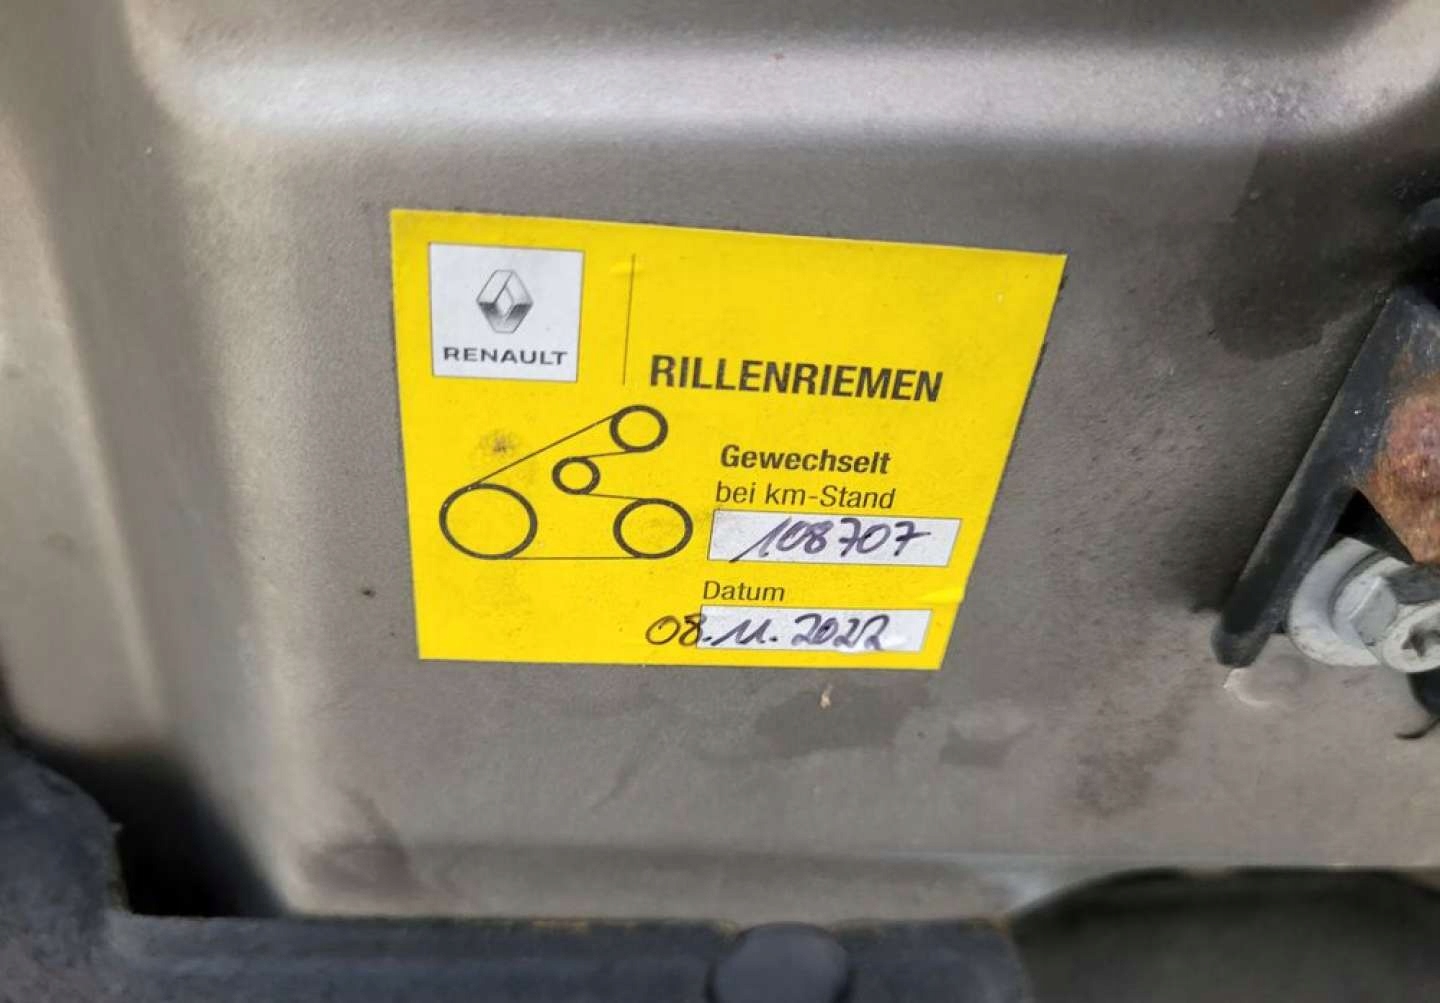 RENAULT
RILLENRIEMEN
Gewechselt
bei km-Stand
108707
Datum
08.11.2022